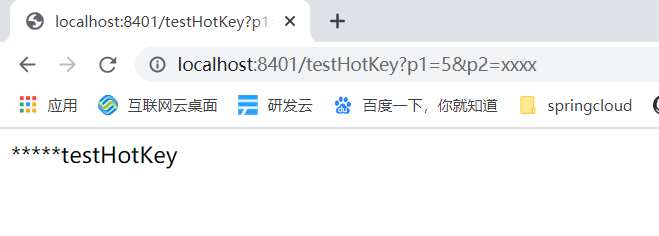 localhost:8401/testHotKey?p1=
localhost:8401/testHotKey?p1=5&p2=xxxx
应用 互联网云桌面 研发云 百度一下，你就知道 springcloud
*****testHotKey